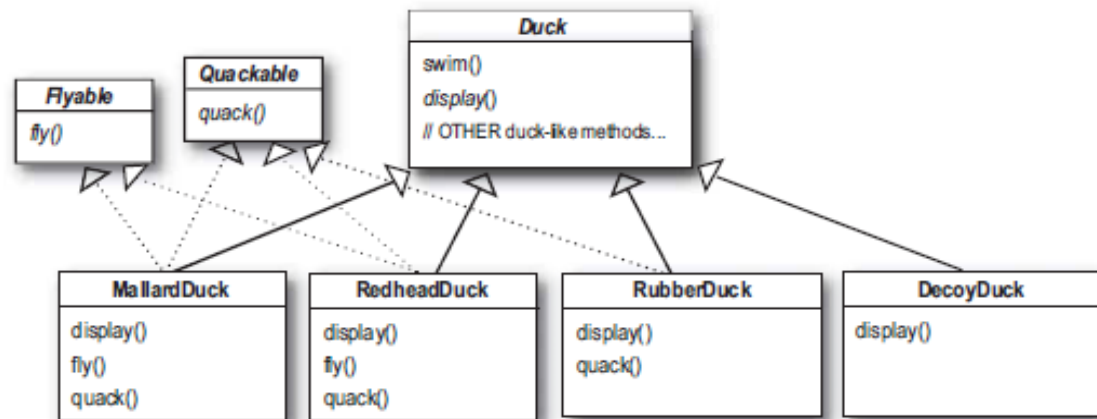 Duck
swim()
display()
// OTHER duck-like methods...
Quackable
quack()
Flyable
fly()
MallardDuck
display()
fly()
quack()
RedheadDuck
display()
fly()
quack()
RubberDuck
display()
quack()
DecoyDuck
display()